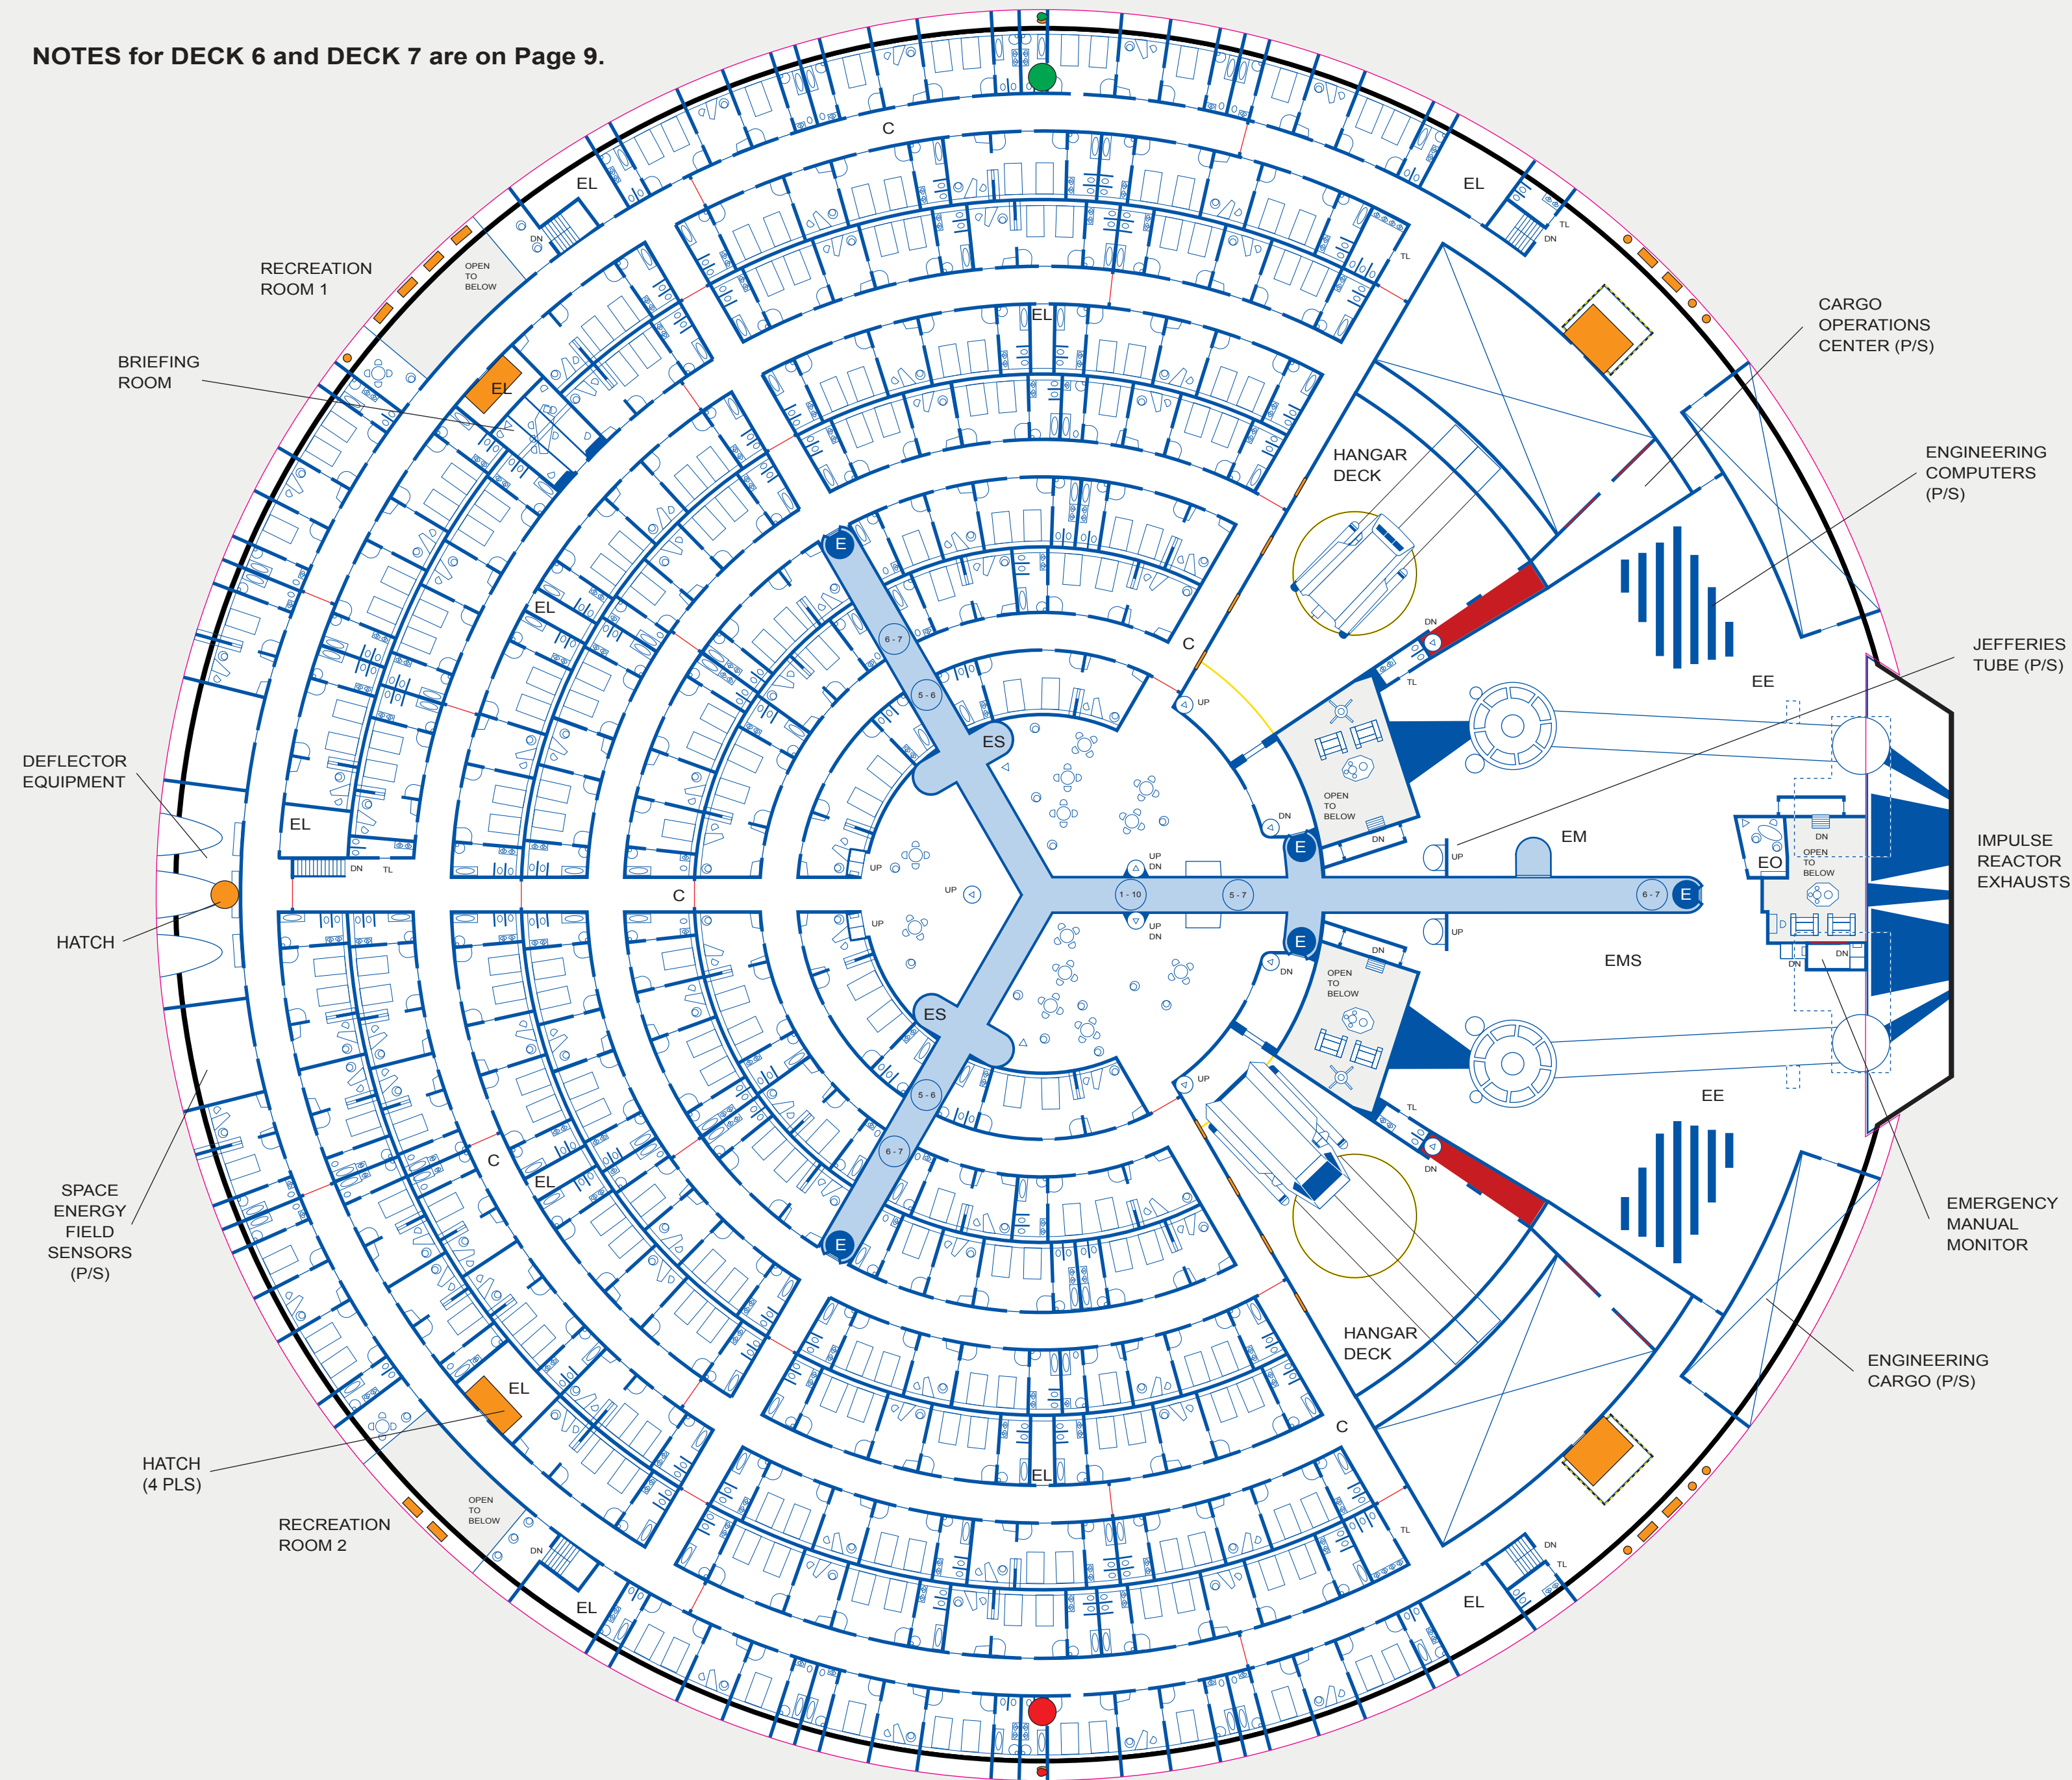 NOTES for DECK 6 and DECK 7 are on Page 9.
C
EL
EL
DN
TL
DN
RECREATION
ROOM 1
OPEN
TO
BELOW
TL
EL
CARGO
OPERATIONS
CENTER (P/S)
BRIEFING
ROOM
EL
HANGAR
DECK
ENGINEERING
COMPUTERS
(P/S)
E
EL
6 - 7
C
DN
JEFFERIES
TUBE (P/S)
5 - 6
UP
TL
EE
ES
DEFLECTOR
EQUIPMENT
OPEN
TO
BELOW
EL
DN
E
DN
EM
DN
IMPULSE
REACTOR
EXHAUSTS
UP
DN
UP
EO
OPEN
TO
BELOW
DN
TL
UP
C
UP
1 - 10
5 - 7
6 - 7
E
HATCH
UP
UP
DN
E
DN
UP
EMS
DN
DN
DN
OPEN
TO
BELOW
ES
UP
5 - 6
TL
EE
6 - 7
DN
C
EL
SPACE
ENERGY
FIELD
SENSORS
(P/S)
E
EMERGENCY
MANUAL
MONITOR
HANGAR
DECK
ENGINEERING
CARGO (P/S)
EL
C
HATCH
(4 PLS)
EL
OPEN
TO
BELOW
RECREATION
ROOM 2
TL
DN
DN
TL
EL
EL